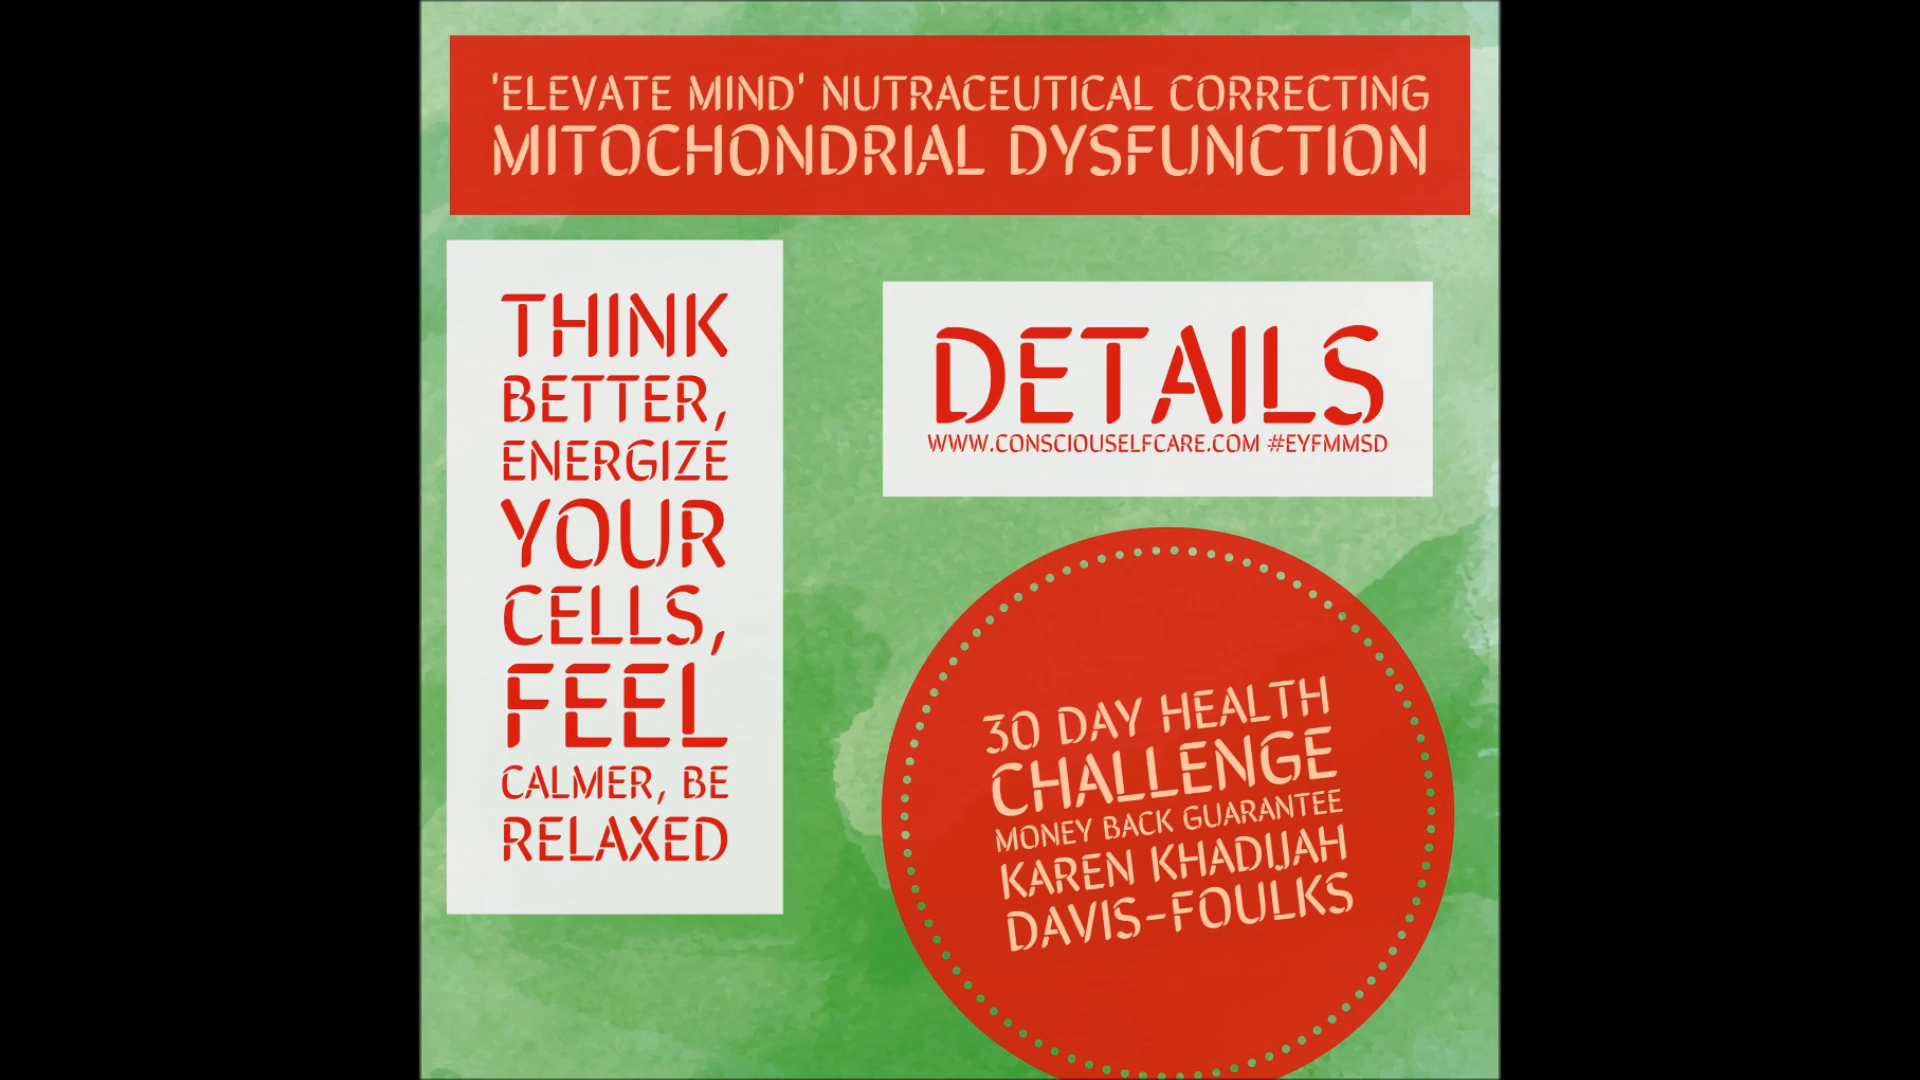 'ELEVATE MIND' NUTRACEUTICAL CORRECTING
MITOCHONDRIAL DYSFUNCTION
THINK
BETTER,
ENERGIZE
YOUR
CELLS,
FEEL
CALMER, BE
RELAXED
DETAILS
WWW.CONSCIOUSELFCARE.COM #EYFMMSD
30 DAY HEALTH
CHALLENGE
MONEY BACK GUARANTEE
KAREN KHADIJAH
DAVIS-FOULKS